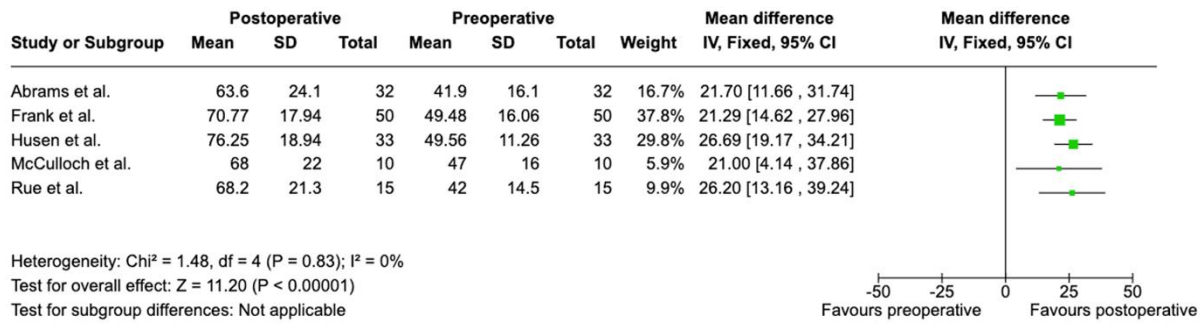 Postoperative Preoperative Mean difference Mean difference
Study or Subgroup Mean SD Total Mean SD Total Weight IV, Fixed, 95% CI IV, Fixed, 95% CI
Abrams et al. 63.6 24.1 32 41.9 16.1 32 16.7% 21.70 [11.66 , 31.74]
Frank et al. 70.77 17.94 50 49.48 16.06 50 37.8% 21.29 [14.62 , 27.96]
Husen et al. 76.25 18.94 33 49.56 11.26 33 29.8% 26.69 [19.17 , 34.21]
McCulloch et al. 68 22 10 47 16 10 5.9% 21.00 [4.14 , 37.86]
Rue et al. 68.2 21.3 15 42 14.5 15 9.9% 26.20 [13.16 , 39.24]
Heterogeneity: Chi² = 1.48, df = 4 (P = 0.83); I² = 0%
Test for overall effect: Z = 11.20 (P < 0.00001)
-50 -25 0 25 50
Test for subgroup differences: Not applicable
Favours preoperative Favours postoperative